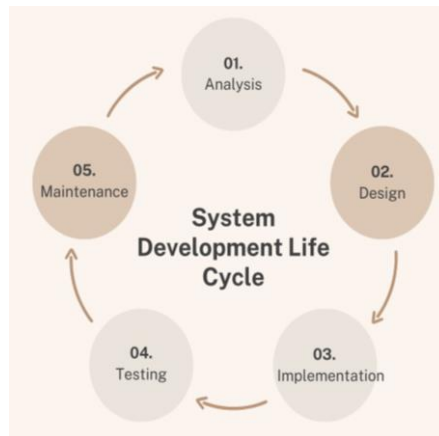 01.
Analysis
02.
Design
03.
Implementation
04.
Testing
05.
Maintenance
System
Development Life
Cycle